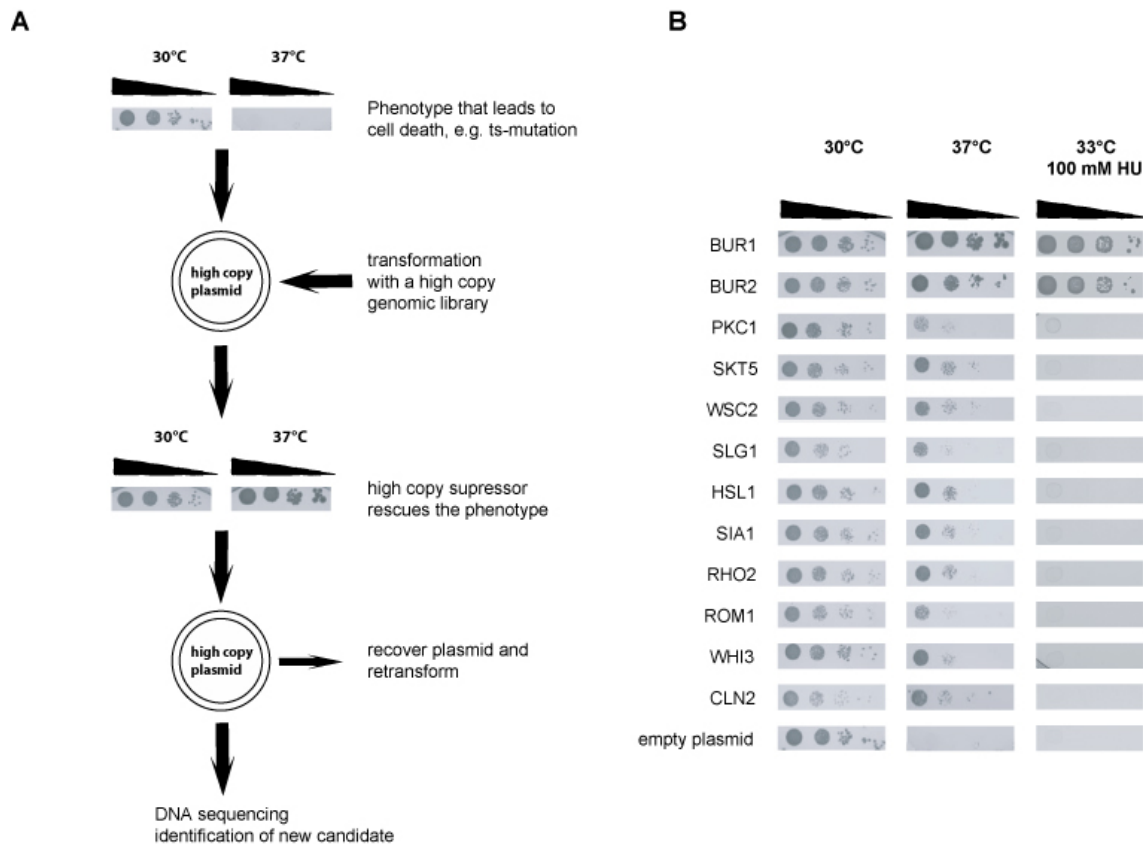 A
30°C 37°C
Phenotype that leads to
cell death, e.g. ts-mutation
high copy
plasmid
transformation
with a high copy
genomic library
30°C 37°C
high copy supressor
rescues the phenotype
high copy
plasmid
recover plasmid and
retransform
DNA sequencing
identification of new candidate
B
30°C 37°C 33°C
100 mM HU
BUR1
BUR2
PKC1
SKT5
WSC2
SLG1
HSL1
SIA1
RHO2
ROM1
WHI3
CLN2
empty plasmid